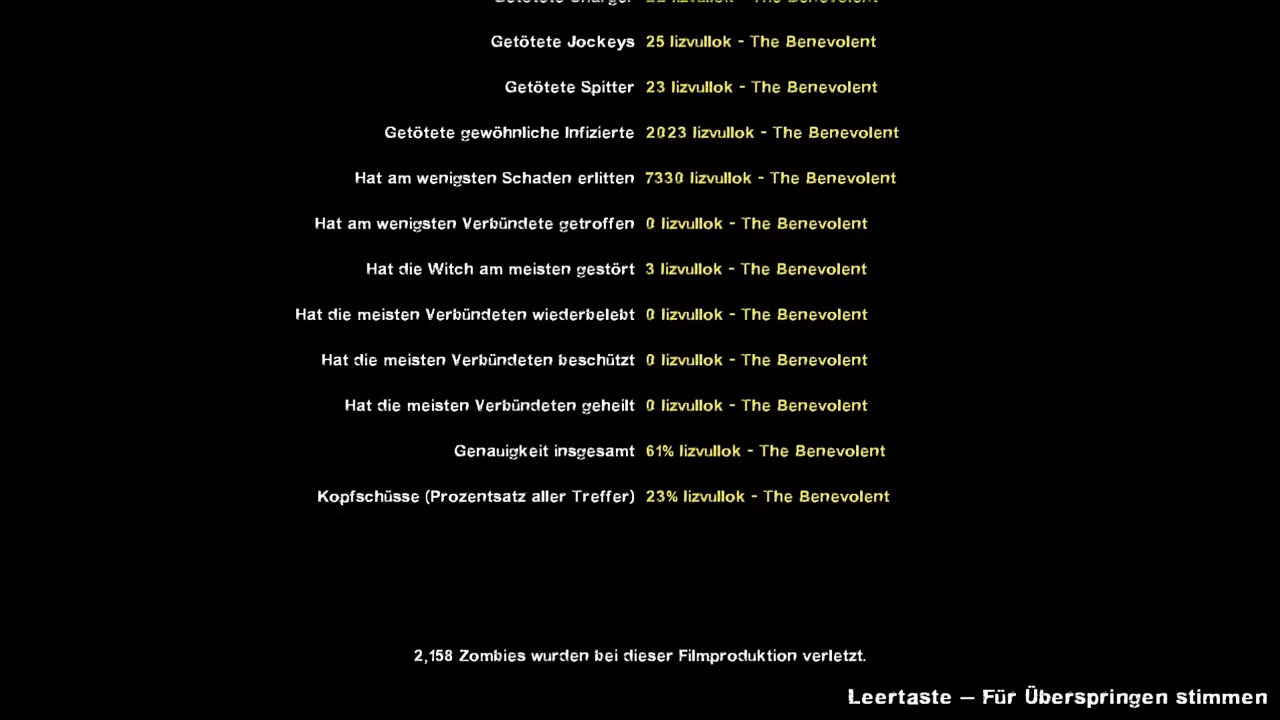 Getötete Jockeys 25 lizvullok - The Benevolent
Getötete Spitter 23 lizvullok - The Benevolent
Getötete gewöhnliche Infizierte 2023 lizvullok - The Benevolent
Hat am wenigsten Schaden erlitten 7330 lizvullok - The Benevolent
Hat am wenigsten Verbündete getroffen 0 lizvullok - The Benevolent
Hat die Witch am meisten gestört 3 lizvullok - The Benevolent
Hat die meisten Verbündeten wiederbelebt 0 lizvullok - The Benevolent
Hat die meisten Verbündeten beschützt 0 lizvullok - The Benevolent
Hat die meisten Verbündeten geheilt 0 lizvullok - The Benevolent
Genauigkeit insgesamt 61% lizvullok - The Benevolent
Kopfschüsse (Prozentsatz aller Treffer) 23% lizvullok - The Benevolent
2,158 Zombies wurden bei dieser Filmproduktion verletzt.
Leertaste – Für Überspringen stimmen